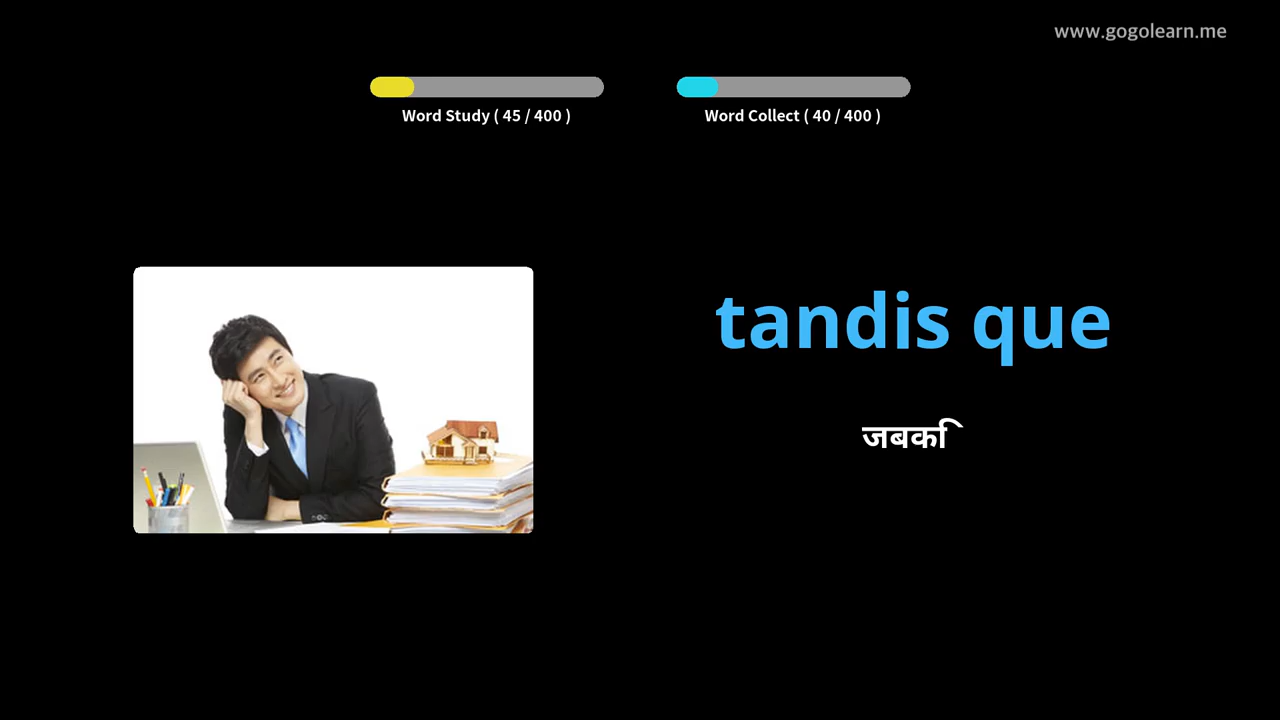 www.gogolearn.me
Word Study ( 45 / 400 )
Word Collect ( 40 / 400 )
tandis que
जबकि